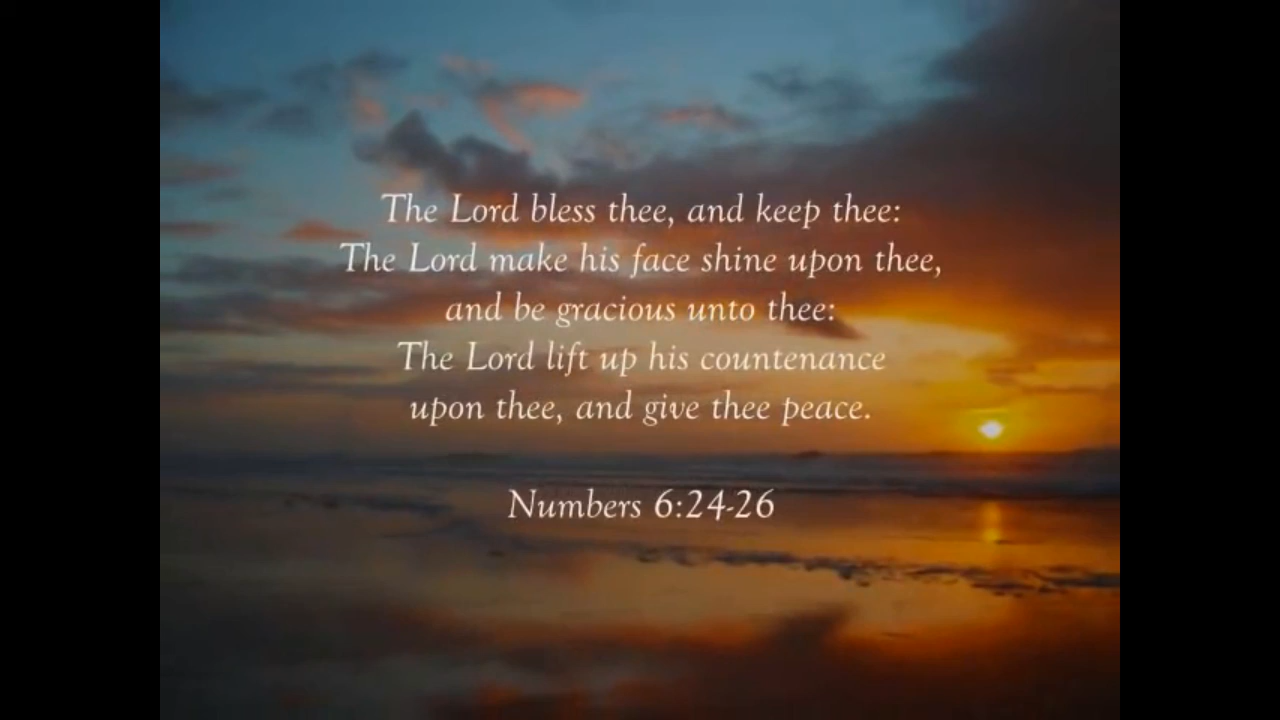 The Lord bless thee, and keep thee:
The Lord make his face shine upon thee,
and be gracious unto thee:
The Lord lift up his countenance
upon thee, and give thee peace.
Numbers 6:24-26